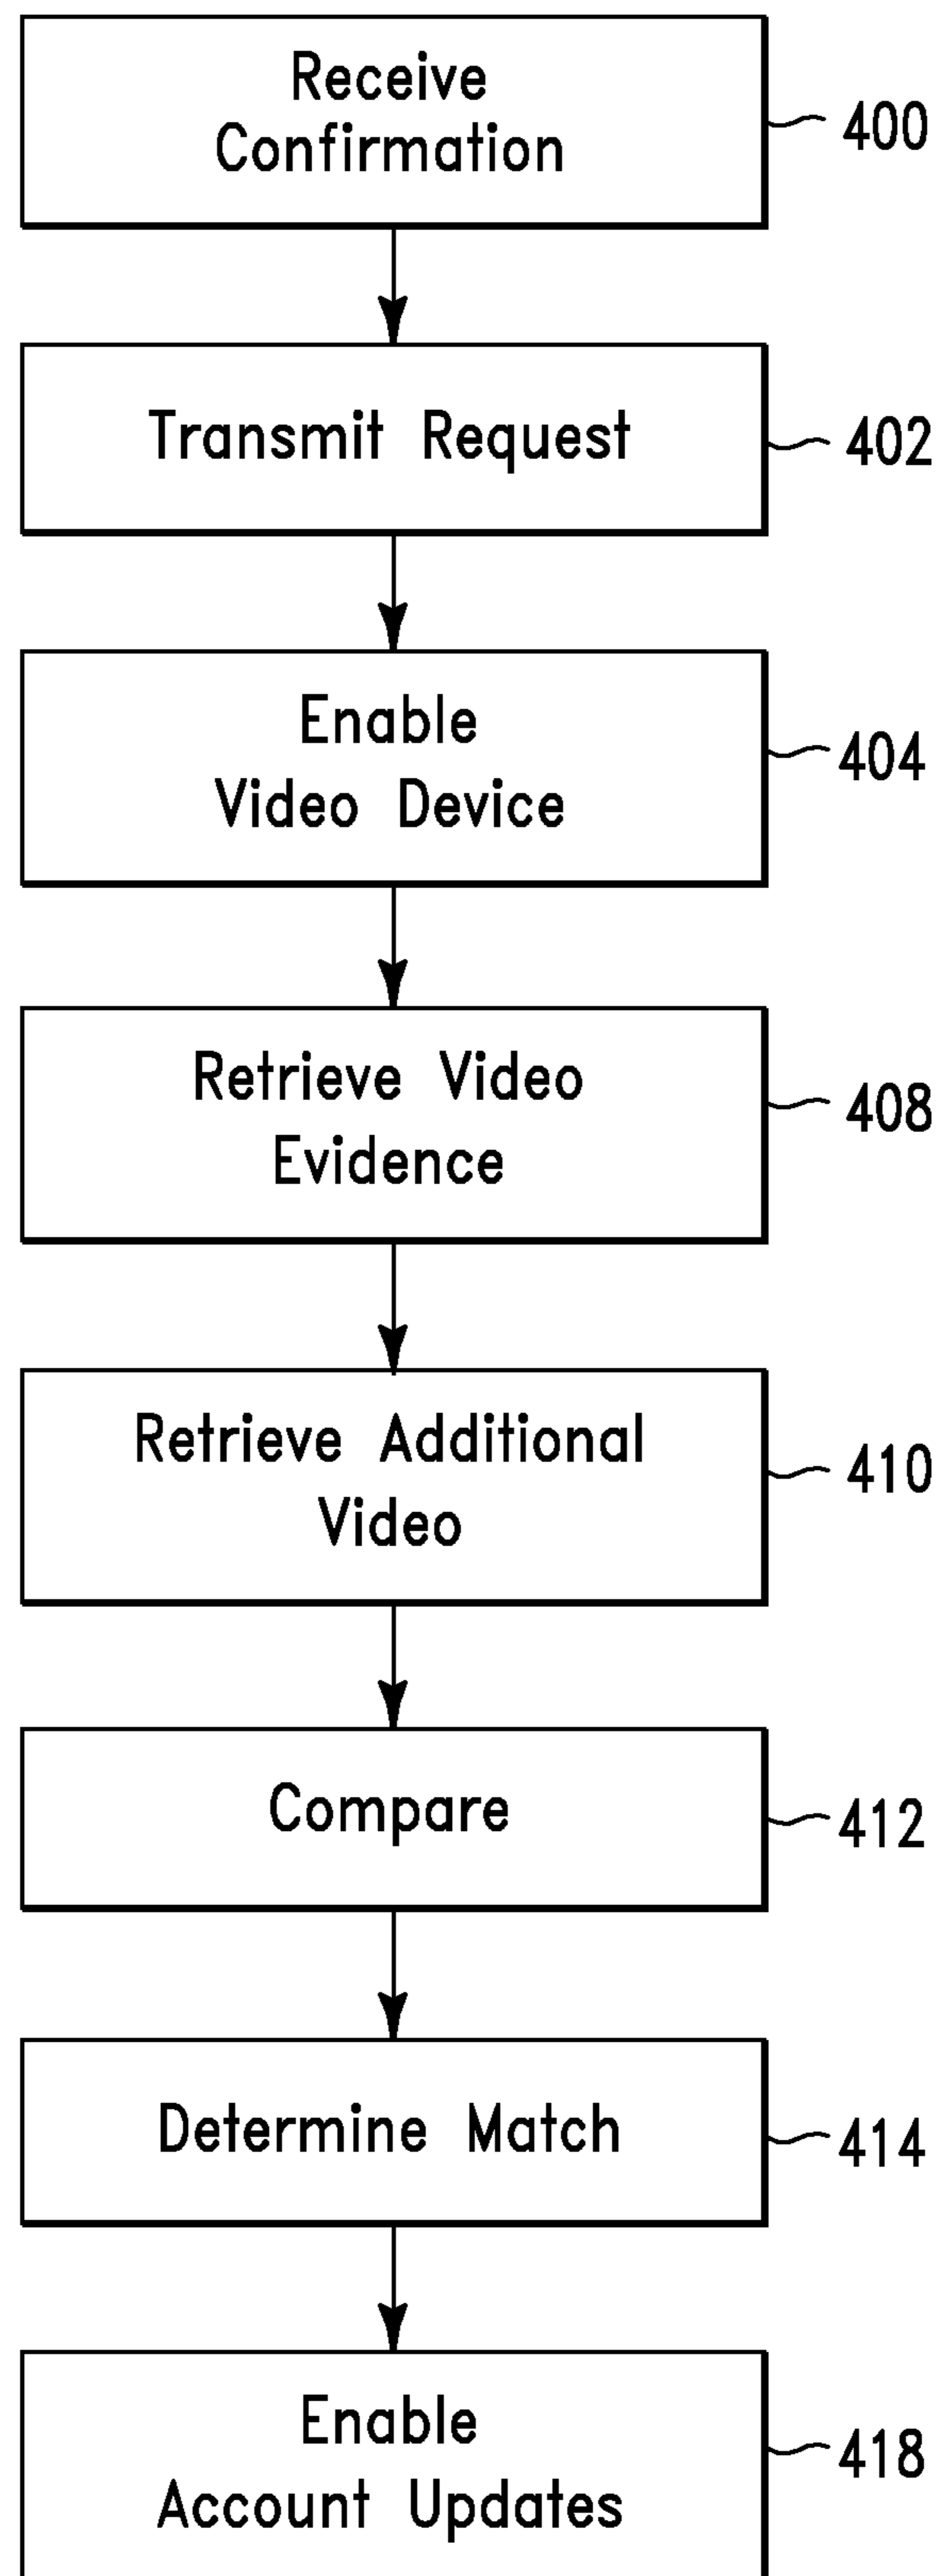 Receive
Confirmation
400
Transmit Request
402
Enable
Video Device
404
Retrieve Video
Evidence
408
Retrieve Additional
Video
410
Compare
412
Determine Match
414
Enable
Account Updates
418